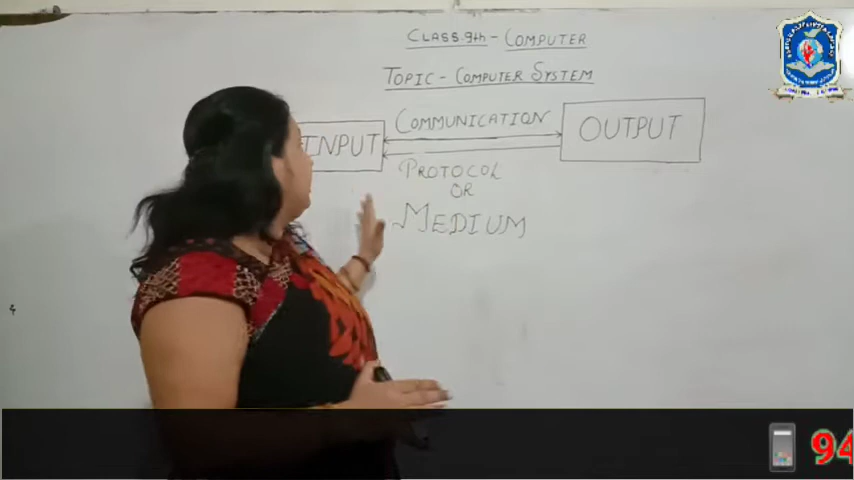 CLASS-9th - COMPUTER
TOPIC - COMPUTER SYSTEM
INPUT
COMMUNICATION
OUTPUT
PROTOCOL
OR
MEDIUM
94